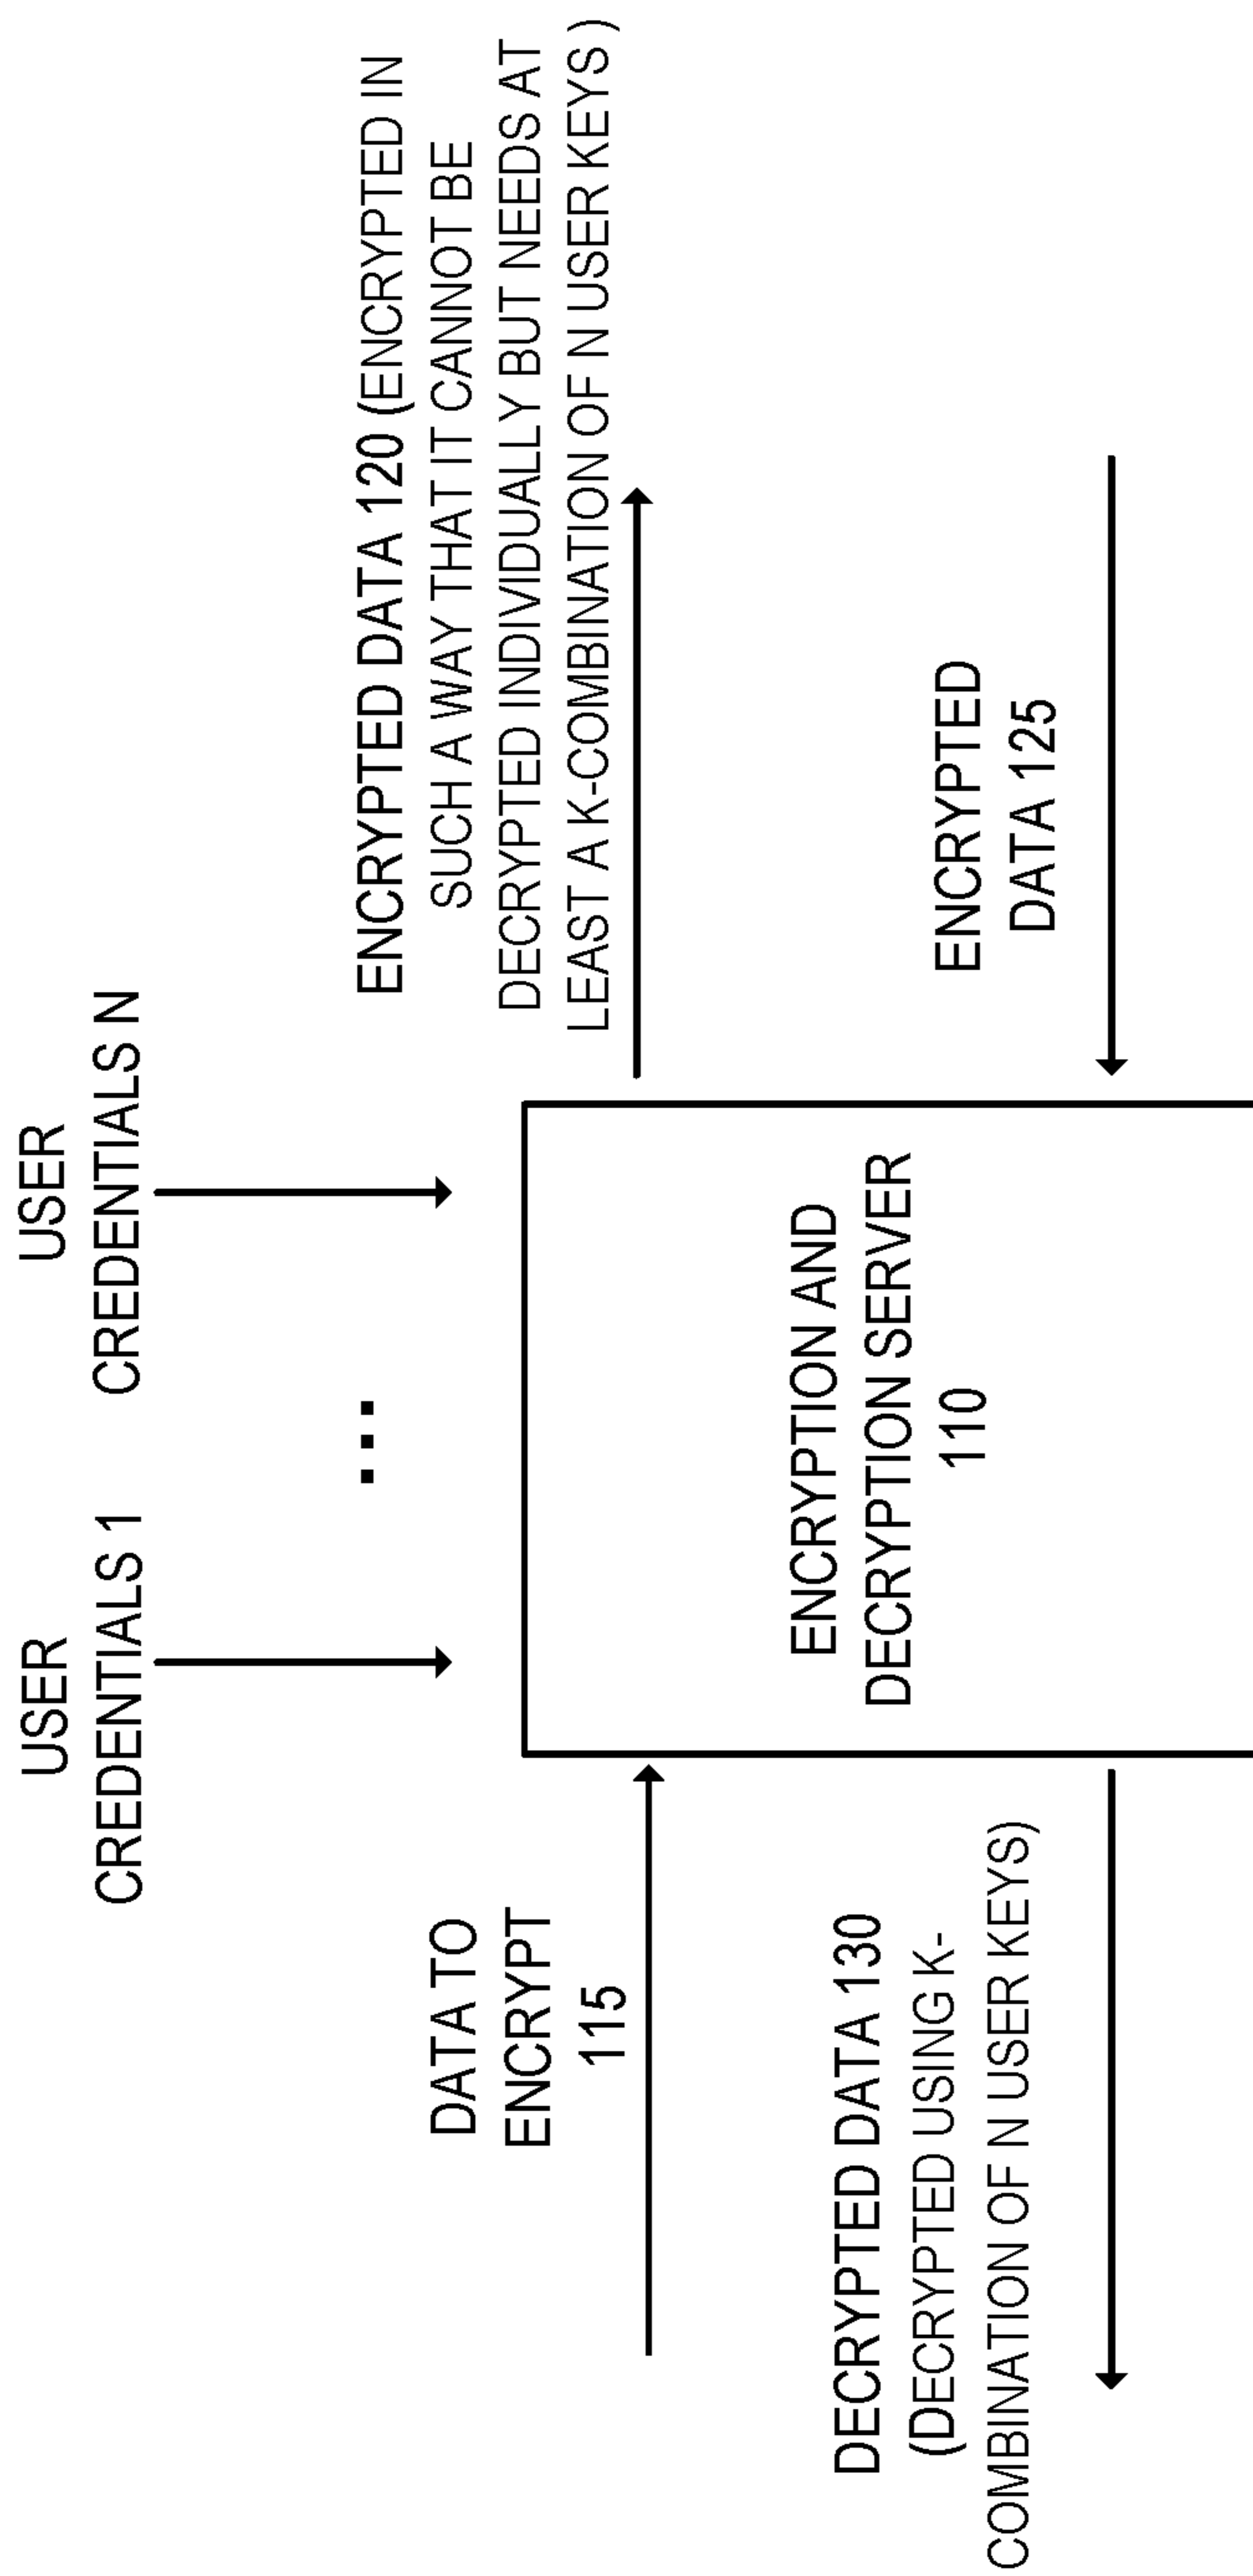 USER
CREDENTIALS 1
...
USER
CREDENTIALS N
DATA TO
ENCRYPT
115
ENCRYPTED DATA 120 (ENCRYPTED IN
SUCH A WAY THAT IT CANNOT BE
DECRYPTED INDIVIDUALLY BUT NEEDS AT
LEAST A K-COMBINATION OF N USER KEYS )
ENCRYPTION AND
DECRYPTION SERVER
110
DECRYPTED DATA 130
(DECRYPTED USING K-
COMBINATION OF N USER KEYS)
ENCRYPTED
DATA 125